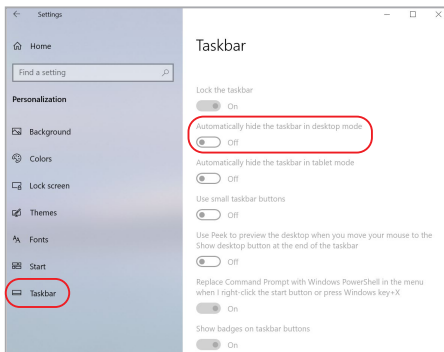 Settings
Home
Find a setting
Personalization
Background
Colors
Lock screen
Themes
Fonts
Start
Taskbar
Taskbar
Lock the taskbar
On
Automatically hide the taskbar in desktop mode
Off
Automatically hide the taskbar in tablet mode
Off
Use small taskbar buttons
Off
Use Peek to preview the desktop when you move your mouse to the
Show desktop button at the end of the taskbar
Off
Replace Command Prompt with Windows PowerShell in the menu
when I right-click the start button or press Windows key+X
On
Show badges on taskbar buttons
On